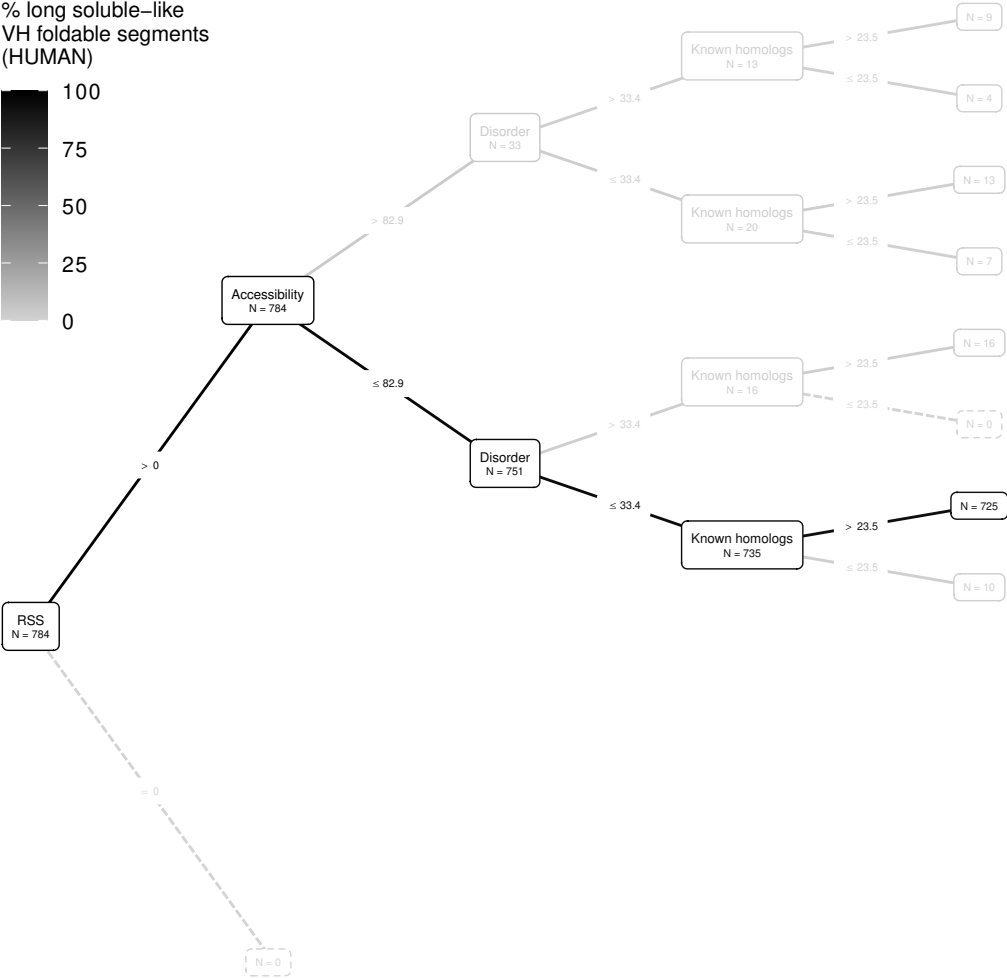 % long soluble−like
VH foldable segments
(HUMAN)
100
75
50
25
0
RSS
N = 784
> 0
= 0
N = 0
Accessibility
N = 784
> 82.9
≤ 82.9
Disorder
N = 33
> 33.4
≤ 33.4
Known homologs
N = 13
> 23.5
≤ 23.5
N = 9
N = 4
Known homologs
N = 20
> 23.5
≤ 23.5
N = 13
N = 7
Disorder
N = 751
> 33.4
≤ 33.4
Known homologs
N = 16
> 23.5
≤ 23.5
N = 16
N = 0
Known homologs
N = 735
> 23.5
≤ 23.5
N = 725
N = 10